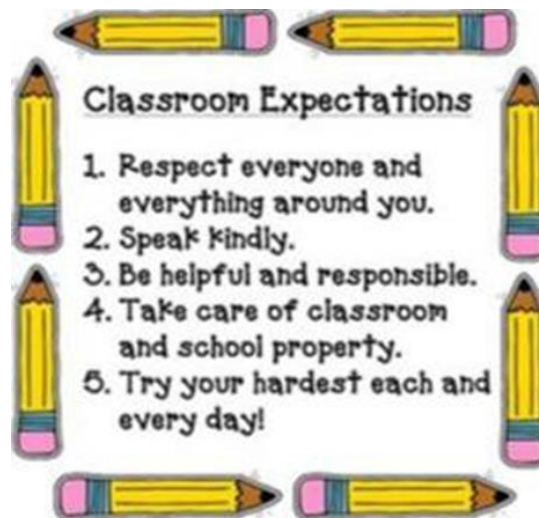 Classroom Expectations
1. Respect everyone and
everything around you.
2. Speak kindly.
3. Be helpful and responsible.
4. Take care of classroom
and school property.
5. Try your hardest each and
every day!